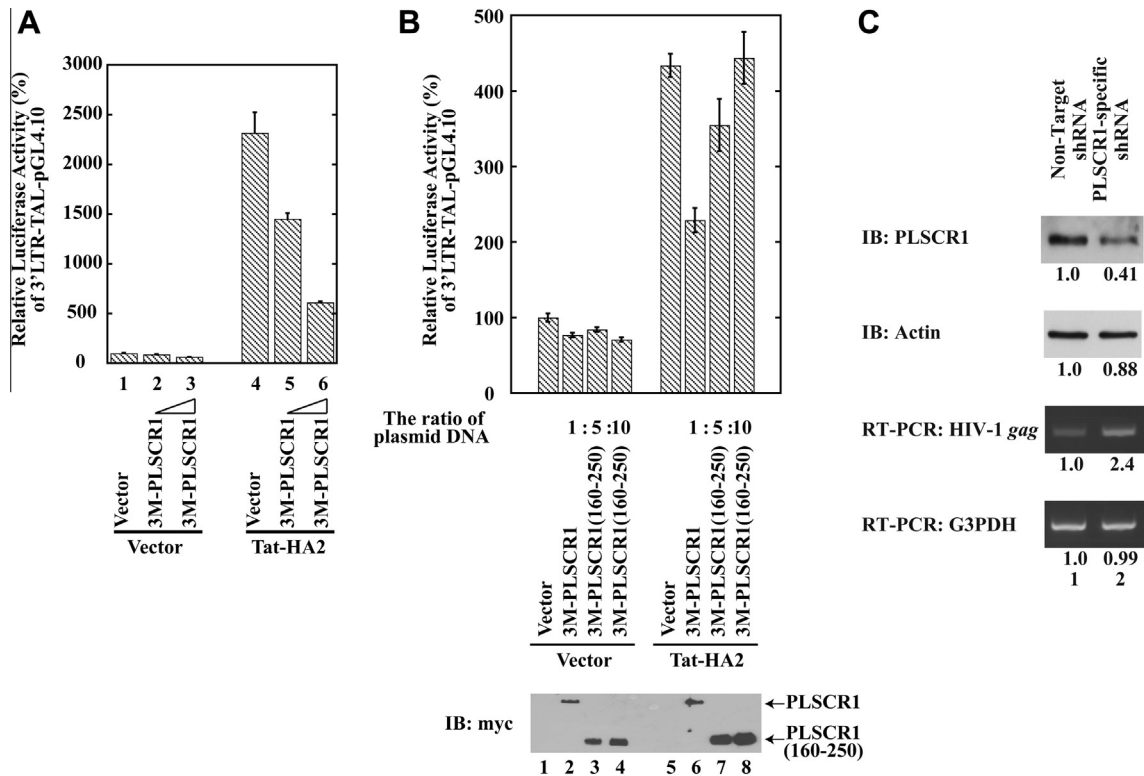 A
Relative Luciferase Activity (%)
of 3'LTR-TAL-pGL4.10
3000
2500
2000
1500
1000
500
0
1 2 3 4 5 6
Vector
3M-PLSCR1
3M-PLSCR1
Vector
3M-PLSCR1
3M-PLSCR1
Vector
Tat-HA2
B
Relative Luciferase Activity (%)
of 3'LTR-TAL-pGL4.10
500
400
300
200
100
0
The ratio of
plasmid DNA
1 : 5 :10
1 : 5 :10
Vector
3M-PLSCR1
3M-PLSCR1(160-250)
3M-PLSCR1(160-250)
Vector
3M-PLSCR1
3M-PLSCR1(160-250)
3M-PLSCR1(160-250)
Vector
Tat-HA2
IB: myc
PLSCR1
PLSCR1
(160-250)
1 2 3 4 5 6 7 8
C
Non-Target
shRNA
PLSCR1-specific
shRNA
IB: PLSCR1
1.0 0.41
IB: Actin
1.0 0.88
RT-PCR: HIV-1 gag
1.0 2.4
RT-PCR: G3PDH
1.0 0.99
1 2